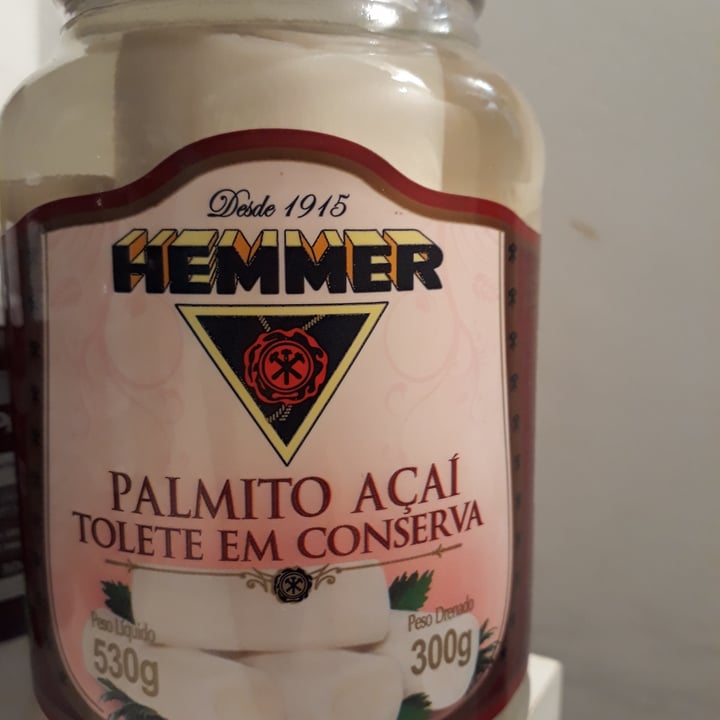 Desde 1915
HEMMER
PALMITO AÇAÍ
TOLETE EM CONSERVA
Peso Líquido
530g
Peso Drenado
300g